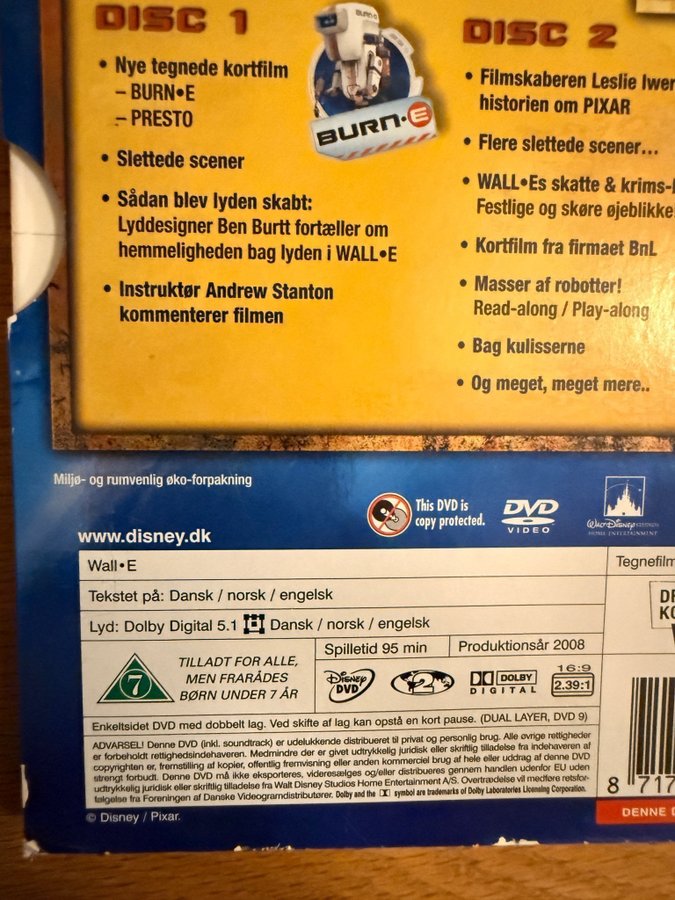 DISC 1
• Nye tegnede kortfilm
– BURN•E
– PRESTO
• Slettede scener
• Sådan blev lyden skabt:
Lyddesigner Ben Burtt fortæller om
hemmeligheden bag lyden i WALL•E
• Instruktør Andrew Stanton
kommenterer filmen
BURN-E
BURN•E
DISC 2
• Filmskaberen Leslie Iwer
historien om PIXAR
• Flere slettede scener...
• WALL•Es skatte & krims-
Festlige og skøre øjeblikke
• Kortfilm fra firmaet BnL
• Masser af robotter!
Read-along / Play-along
• Bag kulisserne
• Og meget, meget mere..
Miljø- og rumvenlig øko-forpakning
www.disney.dk
This DVD is
copy protected.
DVD
VIDEO
WALT DISNEY STUDIOS
HOME ENTERTAINMENT
Wall•E
Tegnefilm
Tekstet på: Dansk / norsk / engelsk
Lyd: Dolby Digital 5.1 Dansk / norsk / engelsk
7
TILLADT FOR ALLE,
MEN FRARÅDES
BØRN UNDER 7 ÅR
Spilletid 95 min
Produktionsår 2008
DISNEY
DVD
2
DOLBY
DIGITAL
16:9
2.39:1
DE
KO
Enkeltsidet DVD med dobbelt lag. Ved skifte af lag kan opstå en kort pause. (DUAL LAYER, DVD 9)
ADVARSEL! Denne DVD (inkl. soundtrack) er udelukkende distribueret til privat og personlig brug. Alle øvrige rettigheder
er forbeholdt rettighedsindehaveren. Medmindre der er givet udtrykkelig juridisk eller skriftlig tilladelse fra indehaveren af
copyrighten er, fremstilling af kopier, offentlig fremvisning eller anden kommerciel brug af hele eller uddrag af denne DVD
strengt forbudt. Denne DVD må ikke eksporteres, videresælges og/eller distribueres gennem handlen udenfor EU uden
udtrykkelig juridisk eller skriftlig tilladelse fra Walt Disney Studios Home Entertainment A/S. Overtrædelse vil medføre retsfor-
følgelse fra Foreningen af Danske Videogramdistributører. Dolby and the symbol are trademarks of Dolby Laboratories Licensing Corporation.
8 717
DENNE D
© Disney / Pixar.